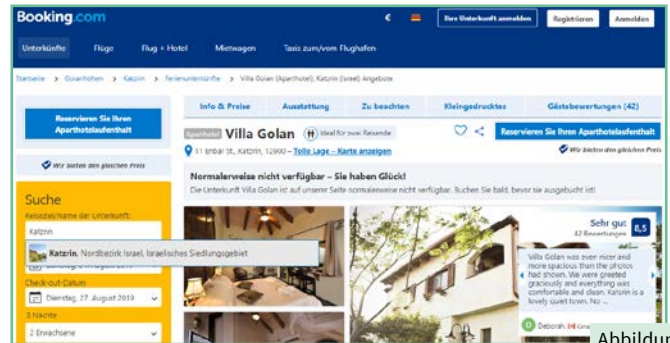 Booking.com
€
Ihre Unterkunft anmelden
Registrieren
Anmelden
Unterkünfte
Flüge
Flug + Hotel
Mietwagen
Taxis zum/vom Flughafen
Startseite > Golanhöhen > Katzrin > Ferienunterkünfte > Villa Golan (Aparthotel), Katzrin (Israel) Angebote
Reservieren Sie Ihren
Aparthotelaufenthalt
Wir bieten den gleichen Preis
Info & Preise
Ausstattung
Zu beachten
Kleingedrucktes
Gästebewertungen (42)
Aparthotel Villa Golan
Ideal für zwei Reisende
Reservieren Sie Ihren Aparthotelaufenthalt
11 Enbar St., Katzrin, 12900 – Tolle Lage – Karte anzeigen
Wir bieten den gleichen Preis
Normalerweise nicht verfügbar – Sie haben Glück!
Die Unterkunft Villa Golan ist auf unserer Seite normalerweise nicht verfügbar. Buchen Sie bald, bevor sie ausgebucht ist!
Suche
Reiseziel/Name der Unterkunft:
Katzrin
Katzrin, Nordbezirk Israel, Israelisches Siedlungsgebiet
Check-out-Datum
Dienstag, 27. August 2019
3 Nächte
2 Erwachsene
Sehr gut
42 Bewertungen
8,5
Villa Golan was even nicer and
more spacious than the photos
had shown. We were greeted
graciously and everything was
comfortable and clean. Katzrin is a
lovely quiet town. No ...
D Deborah,